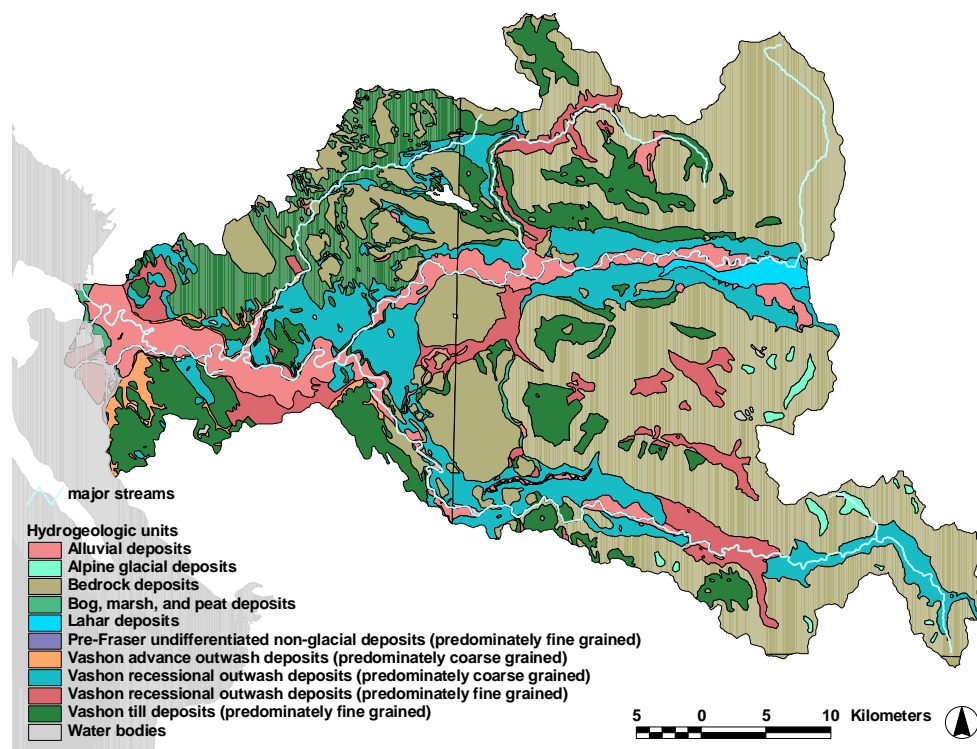 major streams
Hydrogeologic units
Alluvial deposits
Alpine glacial deposits
Bedrock deposits
Bog, marsh, and peat deposits
Lahar deposits
Pre-Fraser undifferentiated non-glacial deposits (predominately fine grained)
Vashon advance outwash deposits (predominately coarse grained)
Vashon recessional outwash deposits (predominately coarse grained)
Vashon recessional outwash deposits (predominately fine grained)
Vashon till deposits (predominately fine grained)
Water bodies
5 0 5 10 Kilometers